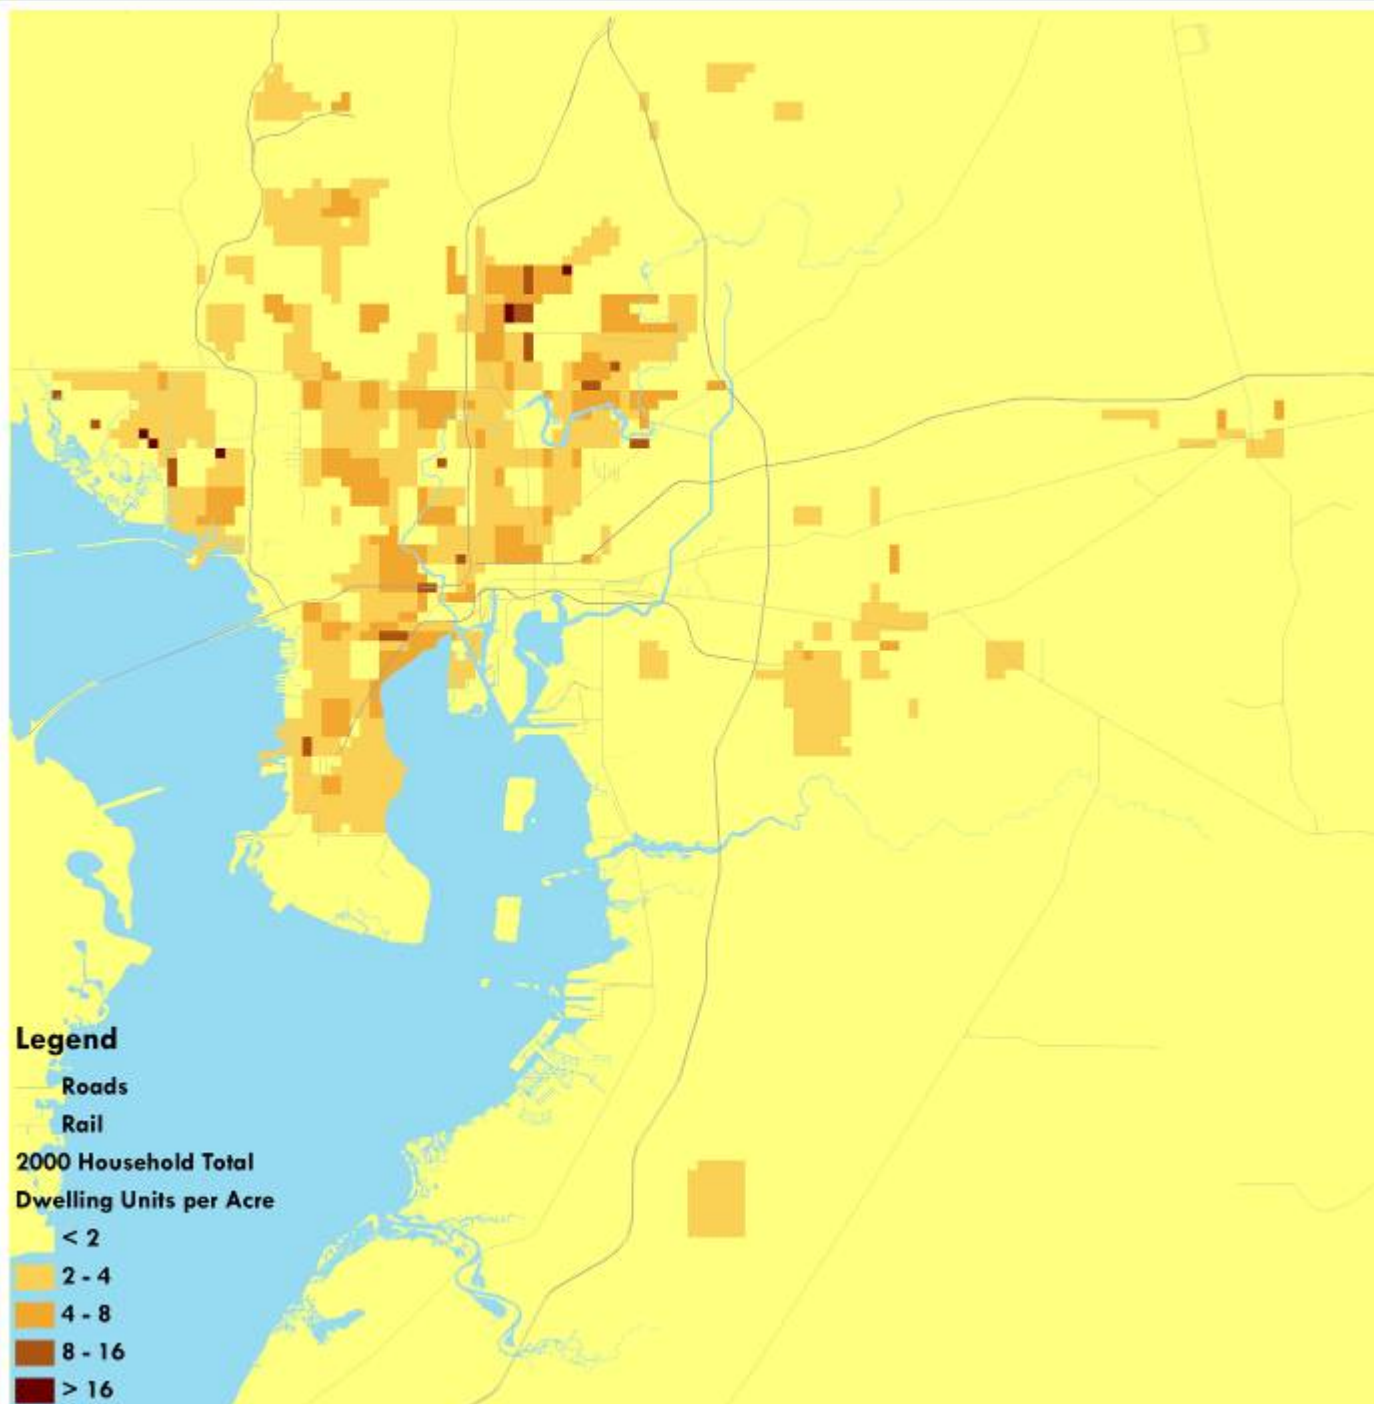 Legend
Roads
Rail
2000 Household Total
Dwelling Units per Acre
< 2
2 - 4
4 - 8
8 - 16
> 16